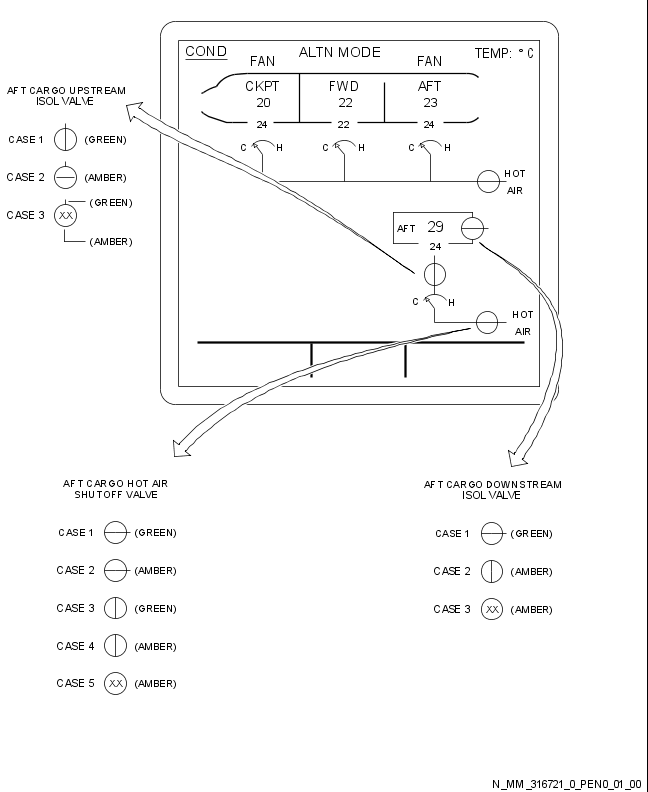 COND
ALTN MODE
TEMP: °C
FAN
FAN
CKPT
FWD
AFT
20
22
23
24
22
24
C H
C H
C H
HOT
AIR
AFT 29
24
C H
HOT
AIR
AFT CARGO UPSTREAM
ISOL VALVE
CASE 1 (GREEN)
CASE 2 (AMBER)
CASE 3 XX (GREEN)
(AMBER)
AFT CARGO HOT AIR
SHUTOFF VALVE
CASE 1 (GREEN)
CASE 2 (AMBER)
CASE 3 (GREEN)
CASE 4 (AMBER)
CASE 5 XX (AMBER)
AFT CARGO DOWNSTREAM
ISOL VALVE
CASE 1 (GREEN)
CASE 2 (AMBER)
CASE 3 XX (AMBER)
N_MM_316721_0_PEN0_01_00